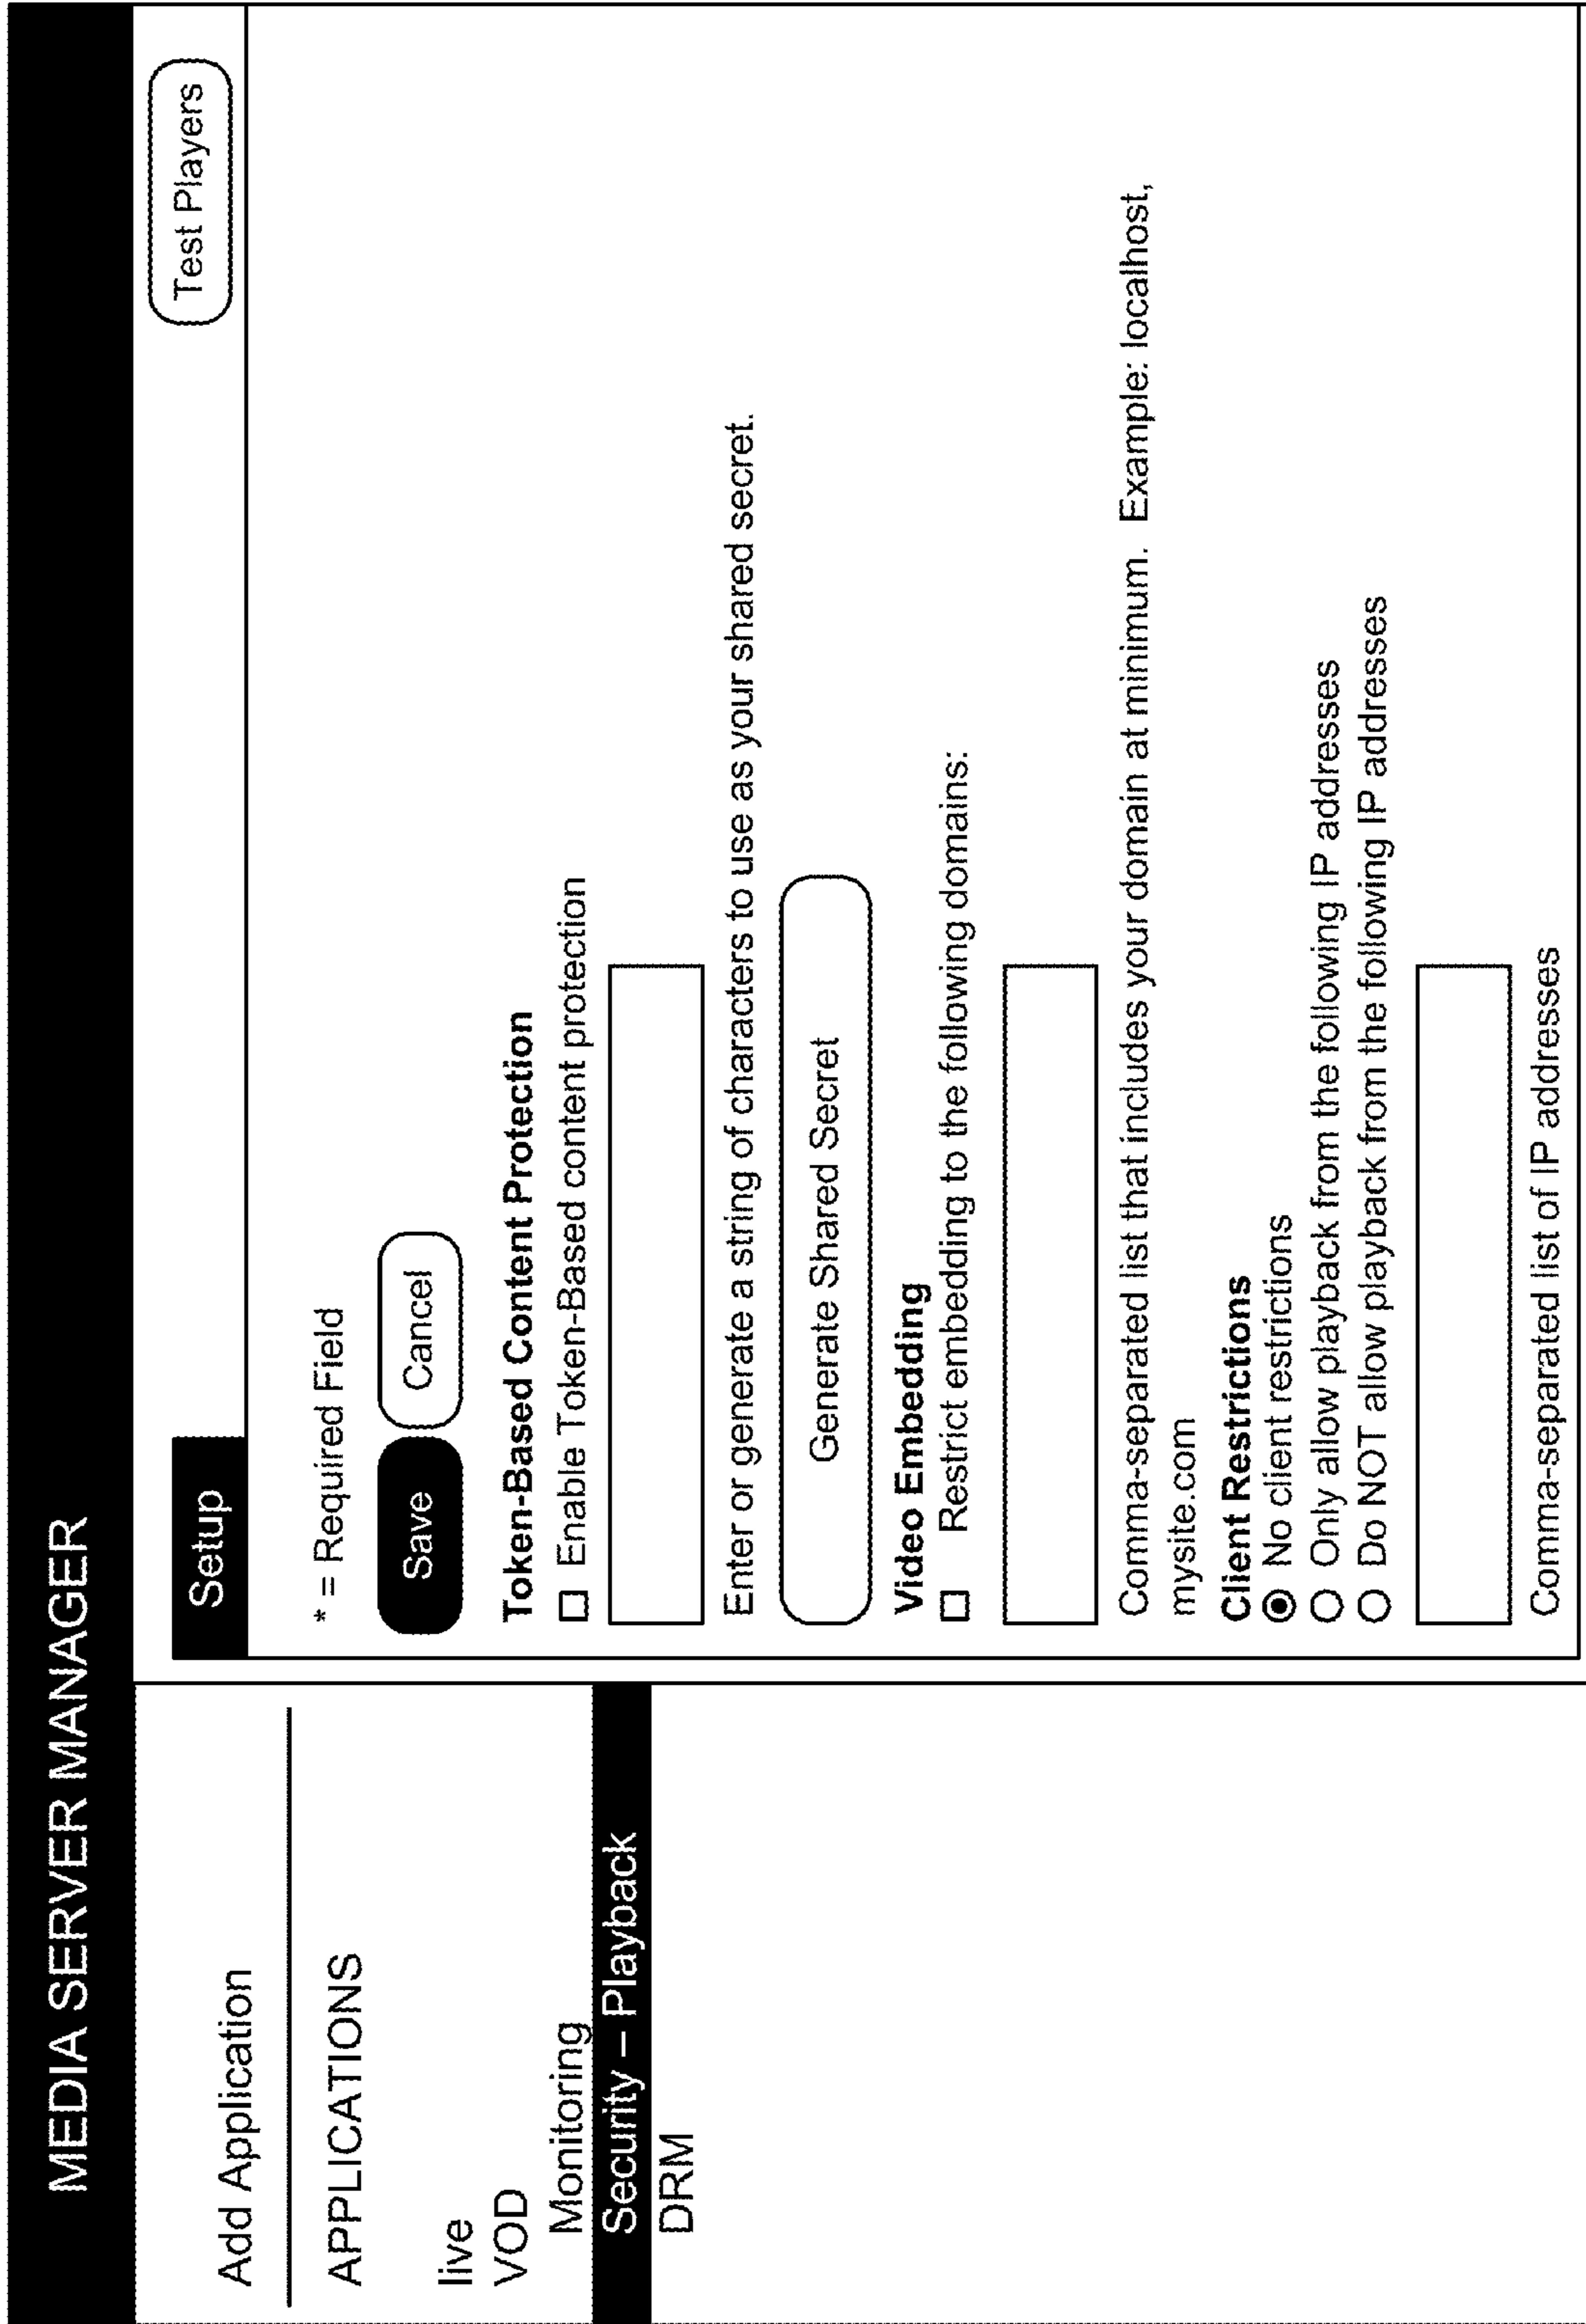 MEDIA SERVER MANAGER
Add Application
APPLICATIONS
live
VOD
Monitoring
Security – Playback
DRM
Setup
Test Players
* = Required Field
Save
Cancel
Token-Based Content Protection
Enable Token-Based content protection
Enter or generate a string of characters to use as your shared secret.
Generate Shared Secret
Video Embedding
Restrict embedding to the following domains:
Comma-separated list that includes your domain at minimum. Example: localhost,
mysite.com
Client Restrictions
No client restrictions
Only allow playback from the following IP addresses
Do NOT allow playback from the following IP addresses
Comma-separated list of IP addresses